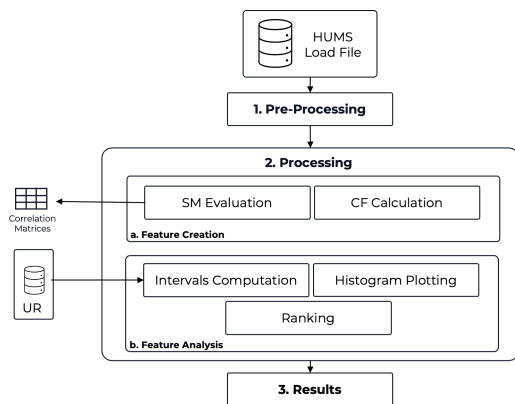 HUMS
Load File
1. Pre-Processing
2. Processing
SM Evaluation
CF Calculation
a. Feature Creation
Correlation
Matrices
UR
Intervals Computation
Histogram Plotting
Ranking
b. Feature Analysis
3. Results